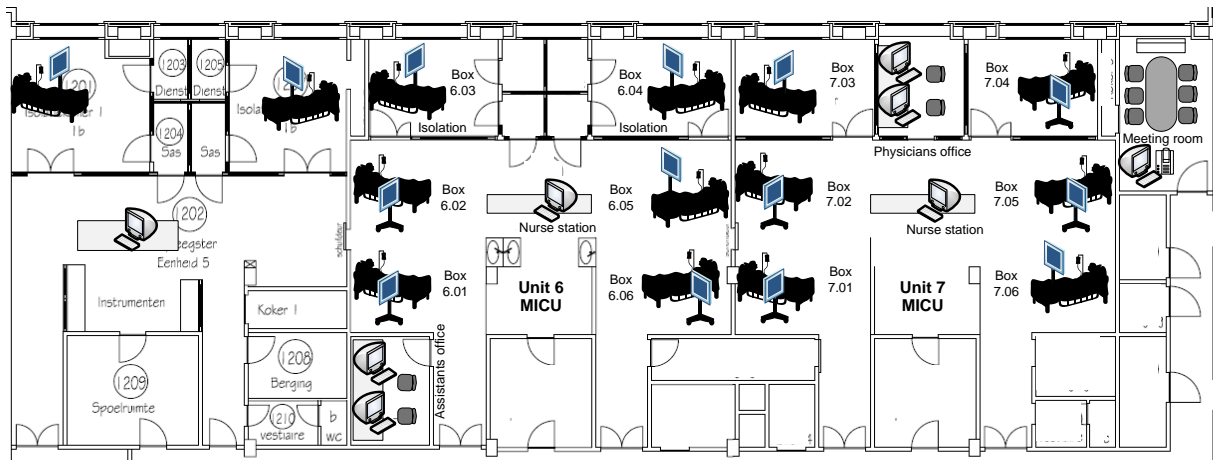 1203
1205
Dienst
Dienst
1201
1b
1b
1204
Sas
Sas
1202
Eenheid 5
Instrumenten
Koker 1
1208
Berging
1209
Spoelruimte
1210
vestiaire
b
wc
Assistants office
Box
6.03
Isolation
Box
6.04
Isolation
Box
6.02
Box
6.05
Nurse station
Box
6.01
Box
6.06
Unit 6
MICU
Box
7.03
Box
7.04
Physicians office
Meeting room
Box
7.02
Box
7.05
Nurse station
Box
7.01
Box
7.06
Unit 7
MICU